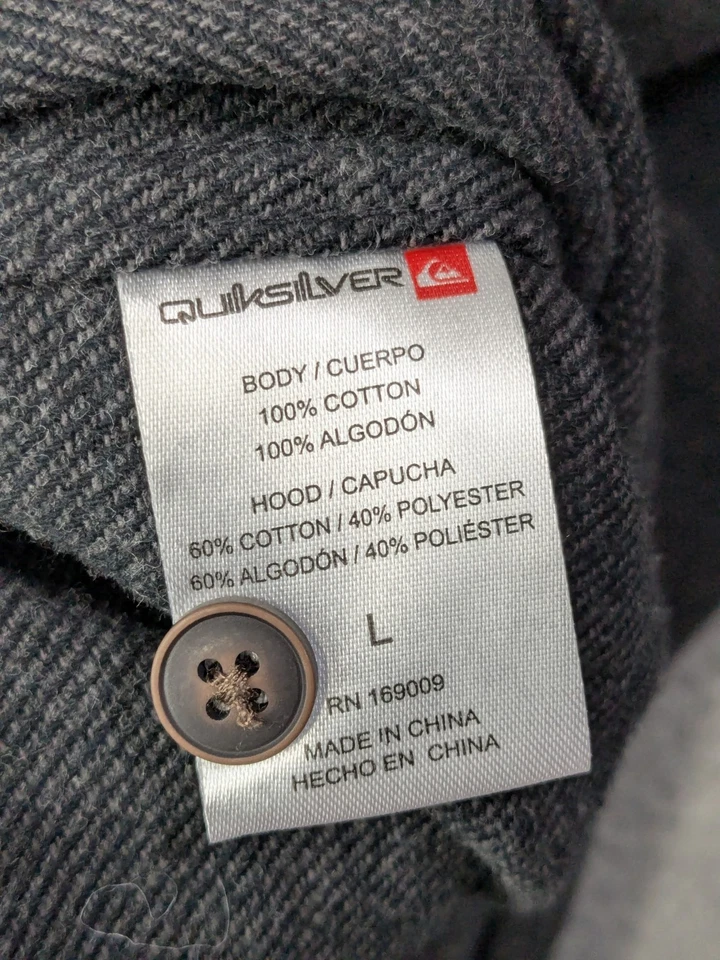 QUIKSILVER
BODY / CUERPO
100% COTTON
100% ALGODÓN
HOOD / CAPUCHA
60% COTTON / 40% POLYESTER
60% ALGODÓN / 40% POLIÉSTER
L
RN 169009
MADE IN CHINA
HECHO EN CHINA